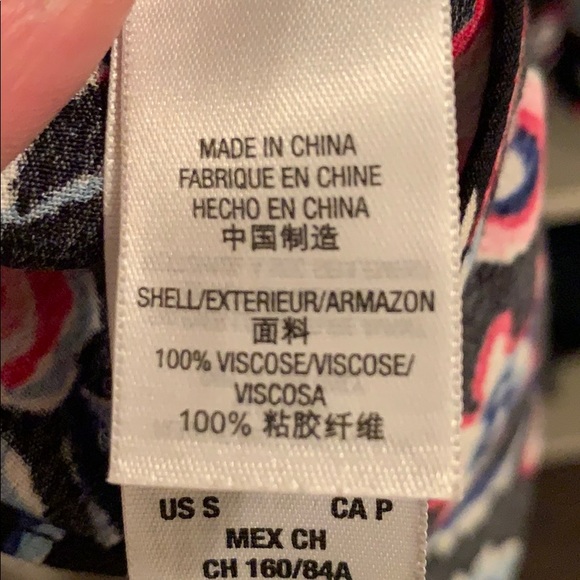 MADE IN CHINA
FABRIQUE EN CHINE
HECHO EN CHINA
中国制造
SHELL/EXTERIEUR/ARMAZON
面料
100% VISCOSE/VISCOSE/
VISCOSA
100% 粘胶纤维
US S CA P
MEX CH
CH 160/84A